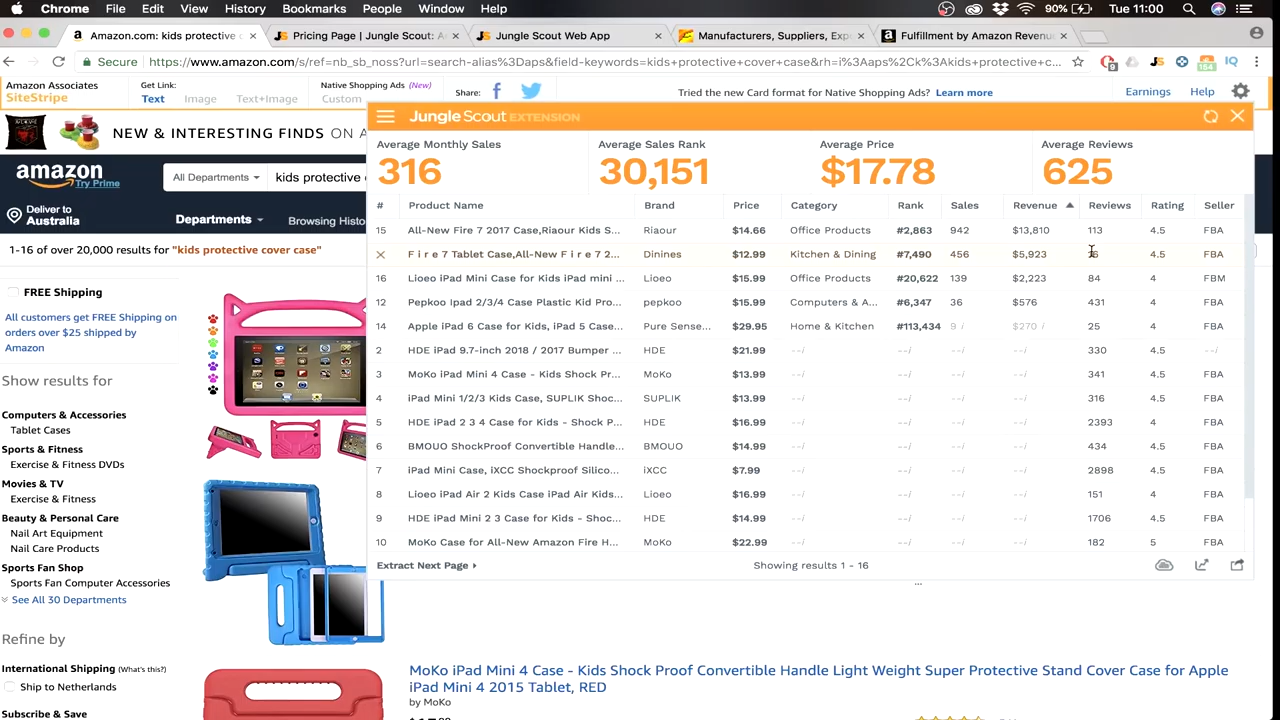 Chrome File Edit View History Bookmarks People Window Help 90% Tue 11:00
Amazon.com: kids protective c × Pricing Page | Jungle Scout: A × Jungle Scout Web App × Manufacturers, Suppliers, Exp × Fulfillment by Amazon Revenu ×
Secure https://www.amazon.com/s/ref=nb_sb_noss?url=search-alias%3Daps&field-keywords=kids+protective+cover+case&rh=i%3Aaps%2Ck%3Akids+protective+c...
Amazon Associates
SiteStripe
Get Link:
Text Image Text+Image
Native Shopping Ads (New)
Custom
Share:
Tried the new Card format for Native Shopping Ads? Learn more
Earnings Help
NEW & INTERESTING FINDS ON A
amazon
Try Prime
All Departments
kids protective
Deliver to
Australia
Departments
Browsing Histo
1-16 of over 20,000 results for "kids protective cover case"
FREE Shipping
All customers get FREE Shipping on
orders over $25 shipped by
Amazon
Show results for
Computers & Accessories
Tablet Cases
Sports & Fitness
Exercise & Fitness DVDs
Movies & TV
Exercise & Fitness
Beauty & Personal Care
Nail Art Equipment
Nail Care Products
Sports Fan Shop
Sports Fan Computer Accessories
See All 30 Departments
Refine by
International Shipping (What's this?)
Ship to Netherlands
Subscribe & Save
Jungle Scout EXTENSION
Average Monthly Sales
316
Average Sales Rank
30,151
Average Price
$17.78
Average Reviews
625
# Product Name Brand Price Category Rank Sales Revenue Reviews Rating Seller
15 All-New Fire 7 2017 Case,Riaour Kids S... Riaour $14.66 Office Products #2,863 942 $13,810 113 4.5 FBA
× F i r e 7 Tablet Case,All-New F i r e 7 2... Dinines $12.99 Kitchen & Dining #7,490 456 $5,923 4.5 FBA
16 Lioeo iPad Mini Case for Kids iPad mini ... Lioeo $15.99 Office Products #20,622 139 $2,223 84 4 FBM
12 Pepkoo Ipad 2/3/4 Case Plastic Kid Pro... pepkoo $15.99 Computers & A... #6,347 36 $576 431 4 FBA
14 Apple iPad 6 Case for Kids, iPad 5 Case... Pure Sense... $29.95 Home & Kitchen #113,434 9 / $270 / 25 4 FBA
2 HDE iPad 9.7-inch 2018 / 2017 Bumper ... HDE $21.99 --/ --/ --/ --/ 330 4.5 --/
3 MoKo iPad Mini 4 Case - Kids Shock Pr... MoKo $13.99 --/ --/ --/ --/ 341 4.5 FBA
4 iPad Mini 1/2/3 Kids Case, SUPLIK Shoc... SUPLIK $13.99 --/ --/ --/ --/ 316 4.5 FBA
5 HDE iPad 2 3 4 Case for Kids - Shock P... HDE $16.99 --/ --/ --/ --/ 2393 4.5 FBA
6 BMOUO ShockProof Convertible Handle... BMOUO $14.99 --/ --/ --/ --/ 434 4.5 FBA
7 iPad Mini Case, iXCC Shockproof Silico... iXCC $7.99 --/ --/ --/ --/ 2898 4.5 FBA
8 Lioeo iPad Air 2 Kids Case iPad Air Kids... Lioeo $16.99 --/ --/ --/ --/ 151 4 FBA
9 HDE iPad Mini 2 3 Case for Kids - Shoc... HDE $14.99 --/ --/ --/ --/ 1706 4.5 FBA
10 MoKo Case for All-New Amazon Fire H... MoKo $22.99 --/ --/ --/ --/ 182 5 FBA
Extract Next Page
Showing results 1 - 16
...
MoKo iPad Mini 4 Case - Kids Shock Proof Convertible Handle Light Weight Super Protective Stand Cover Case for Apple
iPad Mini 4 2015 Tablet, RED
by MoKo